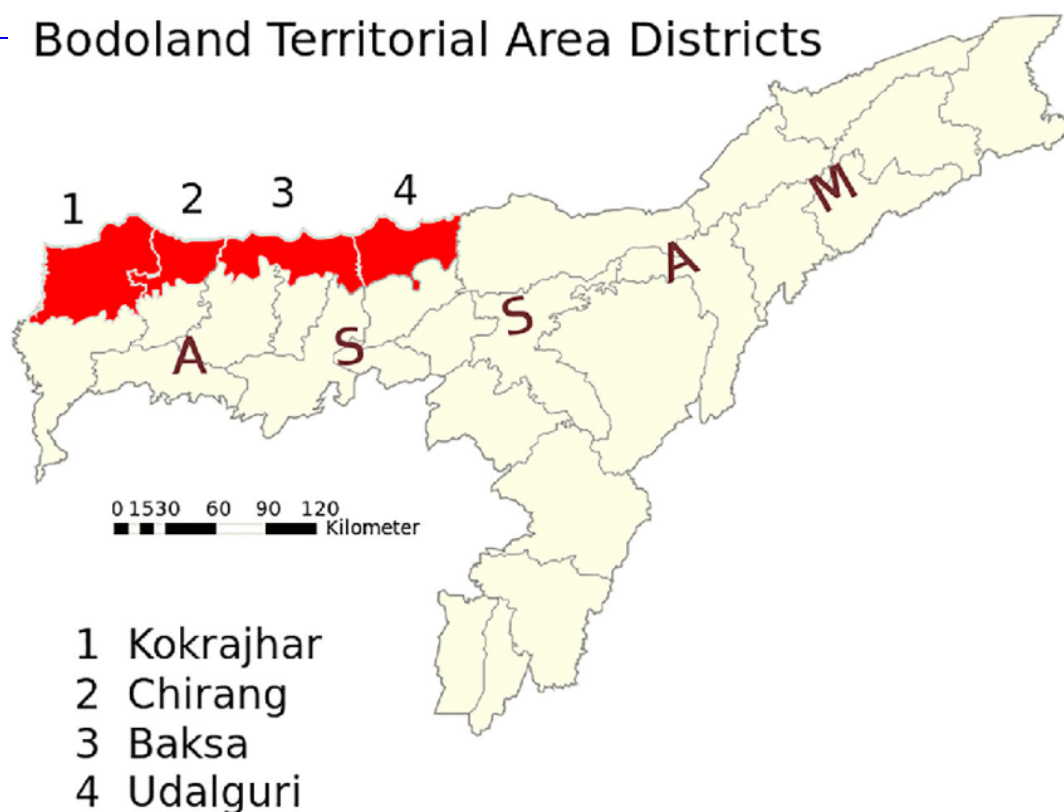 Bodoland Territorial Area Districts
1 2 3 4
A S S A M
0 15 30 60 90 120
Kilometer
1 Kokrajhar
2 Chirang
3 Baksa
4 Udalguri